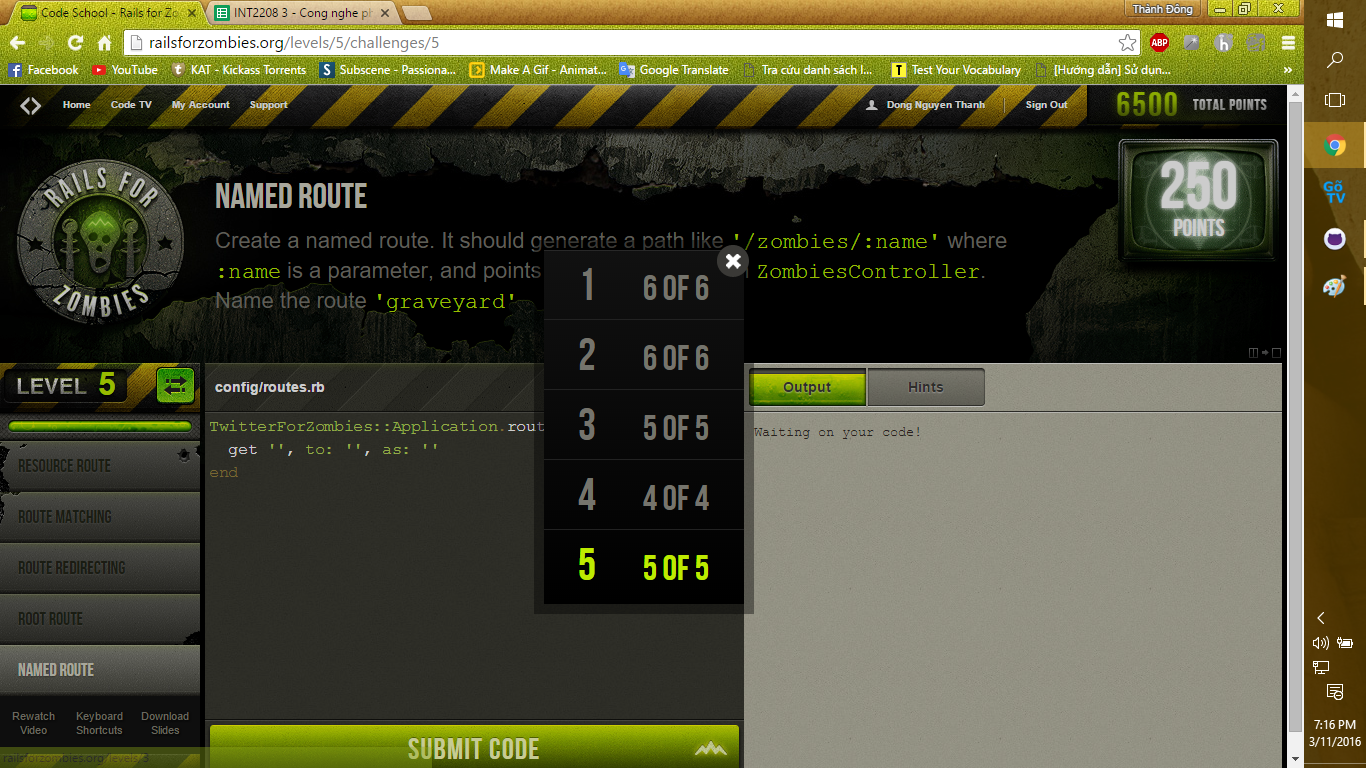 Code School - Rails for Zo
INT2208 3 - Cong nghe ph
Thành Đông
railsforzombies.org/levels/5/challenges/5
ABP
h
Facebook
YouTube
KAT - Kickass Torrents
Subscene - Passiona...
Make A Gif - Animat...
Google Translate
Tra cứu danh sách l...
Test Your Vocabulary
[Hướng dẫn] Sử dụn...
»
Home
Code TV
My Account
Support
Dong Nguyen Thanh
Sign Out
6500 TOTAL POINTS
RAILS FOR
ZOMBIES
NAMED ROUTE
250
POINTS
Create a named route. It should generate a path like '/zombies/:name' where
:name is a parameter, and points ZombiesController.
Name the route 'graveyard'
1 6 OF 6
2 6 OF 6
3 5 OF 5
4 4 OF 4
5 5 OF 5
LEVEL 5
RESOURCE ROUTE
ROUTE MATCHING
ROUTE REDIRECTING
ROOT ROUTE
NAMED ROUTE
Rewatch
Video
Keyboard
Shortcuts
Download
Slides
railsforzombies.org/levels/3
config/routes.rb
TwitterForZombies::Application.rout
get '', to: '', as: ''
end
SUBMIT CODE
Output
Hints
Waiting on your code!
Gõ
TV
7:16 PM
3/11/2016